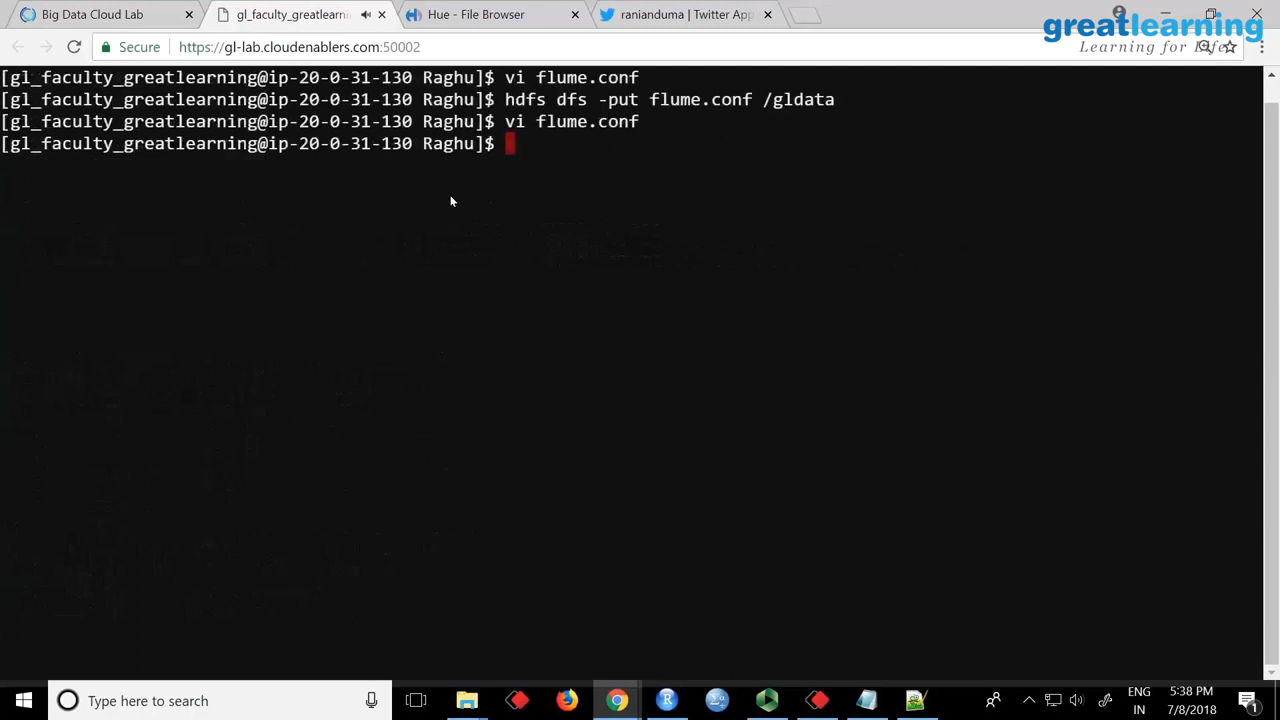 Big Data Cloud Lab
gl_faculty_greatlearni
Hue - File Browser
ranianduma | Twitter App
greatlearning
Learning for Life
Secure
https://gl-lab.cloudenablers.com:50002
[gl_faculty_greatlearning@ip-20-0-31-130 Raghu]$ vi flume.conf
[gl_faculty_greatlearning@ip-20-0-31-130 Raghu]$ hdfs dfs -put flume.conf /gldata
[gl_faculty_greatlearning@ip-20-0-31-130 Raghu]$ vi flume.conf
[gl_faculty_greatlearning@ip-20-0-31-130 Raghu]$
Type here to search
ENG
IN
5:38 PM
7/8/2018
1